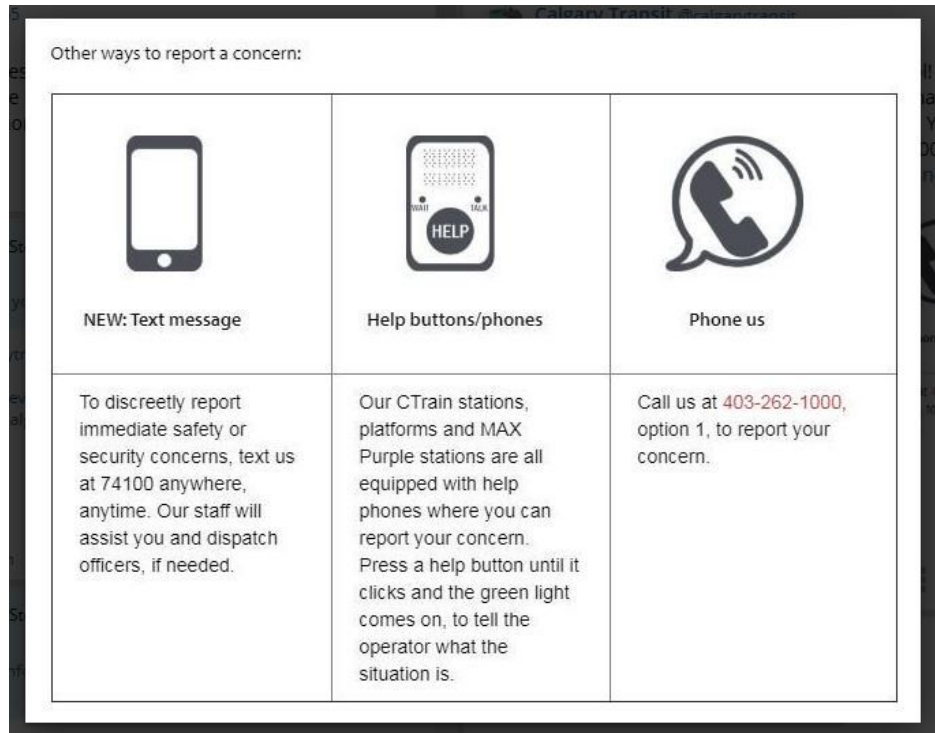 Calgary Transit @calgarytransit
Other ways to report a concern:
WAIT TALK
HELP
NEW: Text message
Help buttons/phones
Phone us
To discreetly report
immediate safety or
security concerns, text us
at 74100 anywhere,
anytime. Our staff will
assist you and dispatch
officers, if needed.
Our CTrain stations,
platforms and MAX
Purple stations are all
equipped with help
phones where you can
report your concern.
Press a help button until it
clicks and the green light
comes on, to tell the
operator what the
situation is.
Call us at 403-262-1000,
option 1, to report your
concern.